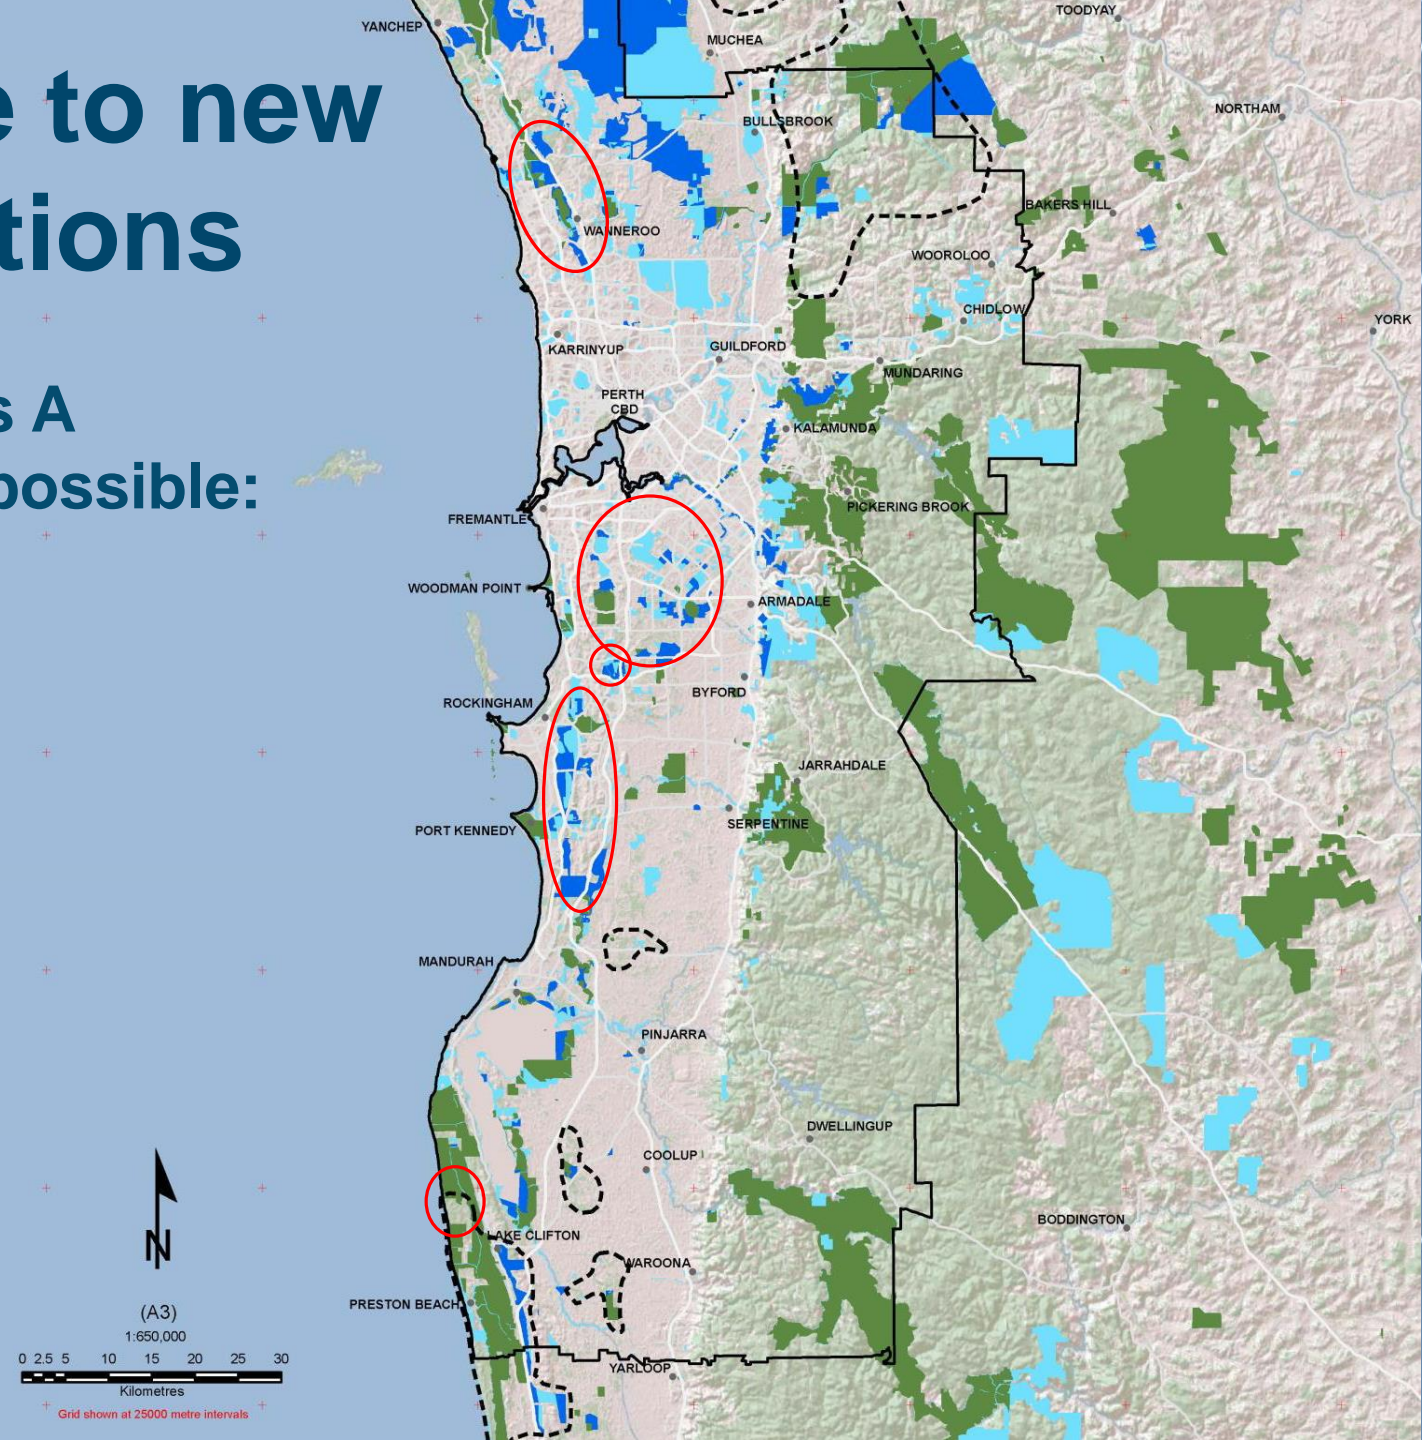 e to new
tions
s A
possible:
YANCHEP
MUCHEA
TOODYAY
BULLSBROOK
NORTHAM
BAKERS HILL
WANNEROO
WOOROLOO
CHIDLOW
YORK
KARRINYUP
GUILDFORD
MUNDARING
PERTH
CBD
KALAMUNDA
PICKERING BROOK
FREMANTLE
WOODMAN POINT
ARMADALE
BYFORD
ROCKINGHAM
JARRAHDALE
PORT KENNEDY
SERPENTINE
MANDURAH
PINJARRA
DWELLINGUP
COOLUP
BODDINGTON
LAKE CLIFTON
WAROONA
PRESTON BEACH
YARLOOP
N
(A3)
1:650,000
0 2.5 5 10 15 20 25 30
Kilometres
Grid shown at 25000 metre intervals